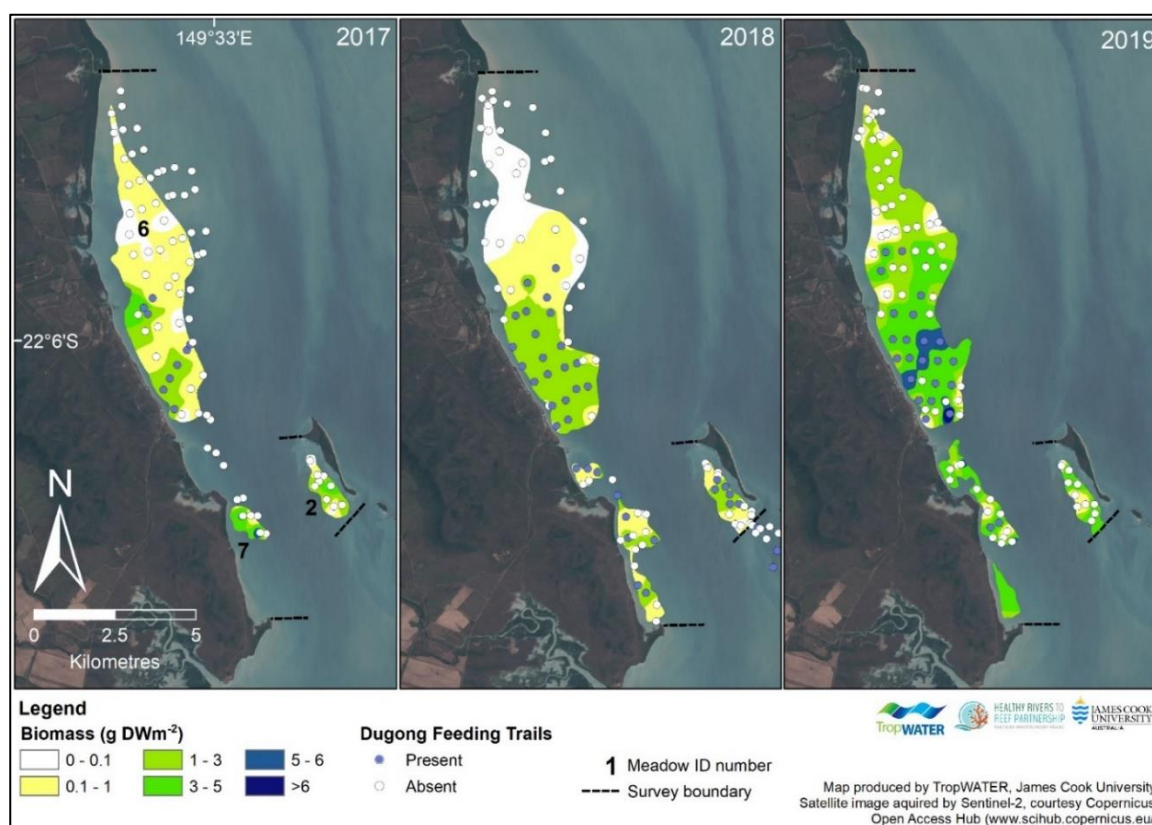 149°33'E
2017
2018
2019
22°6'S
6
2
7
N
0 2.5 5
Kilometres
Legend
Biomass (g DWm-2)
0 - 0.1
1 - 3
5 - 6
0.1 - 1
3 - 5
>6
Dugong Feeding Trails
Present
Absent
1 Meadow ID number
Survey boundary
TropWATER
HEALTHY RIVERS TO
REEF PARTNERSHIP
JAMES COOK
UNIVERSITY
AUSTRALIA
Map produced by TropWATER, James Cook University
Satellite image aquired by Sentinel-2, courtesy Copernicus
Open Access Hub (www.scihub.copernicus.eu/